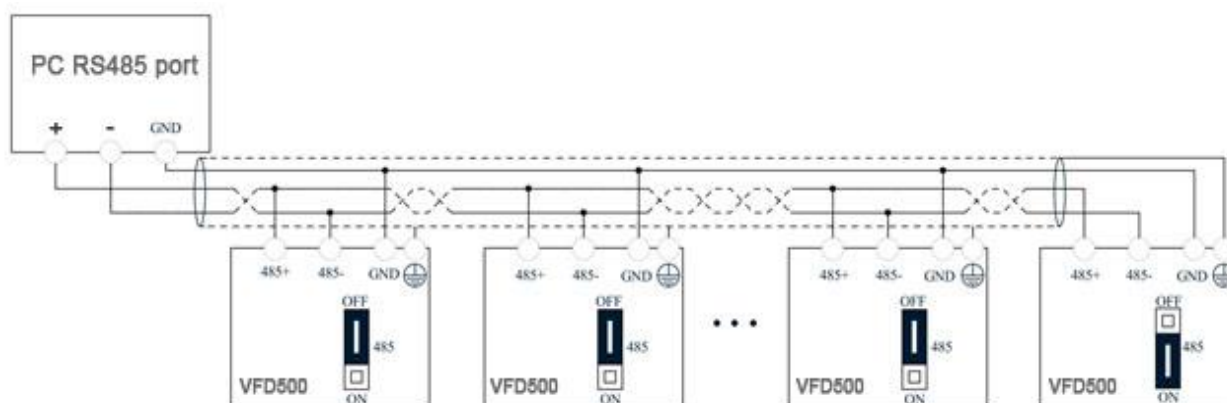 PC RS485 port
+ - GND
485+ 485- GND
485+ 485- GND
485+ 485- GND
485+ 485- GND
OFF
OFF
OFF
OFF
485
485
...
485
485
VFD500
VFD500
VFD500
VFD500
ON
ON
ON
ON